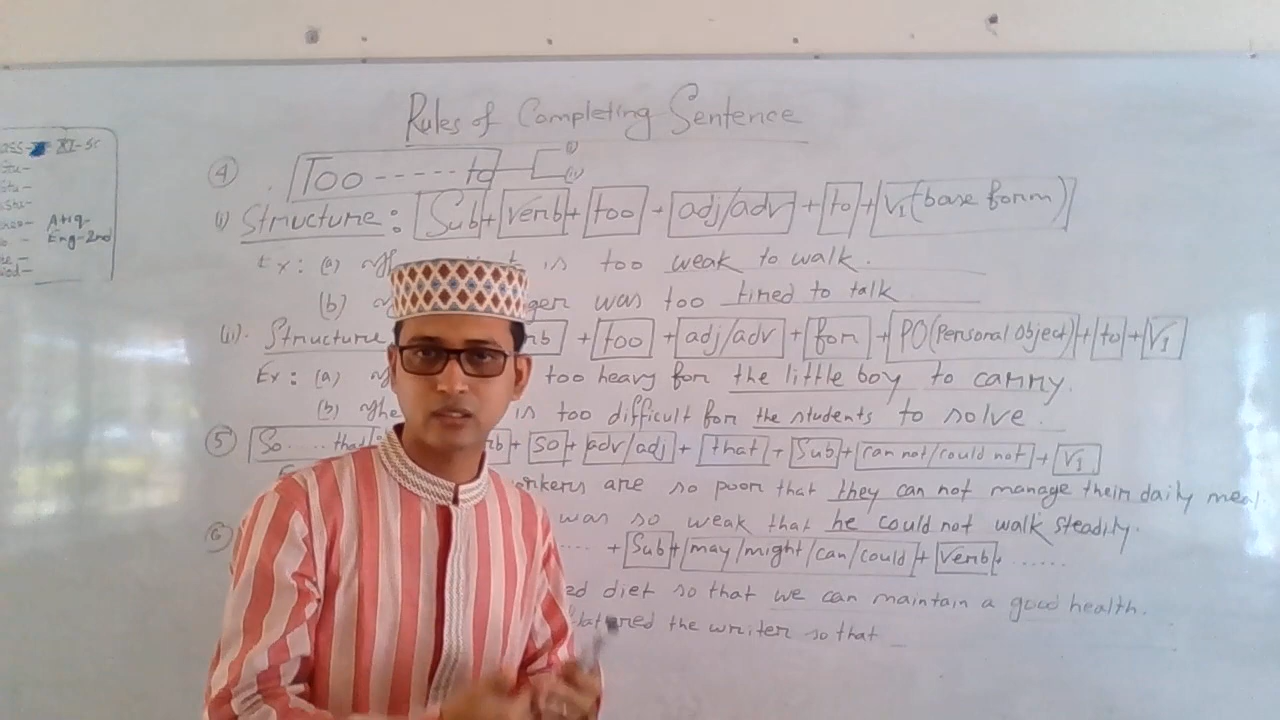 Rules of Completing Sentence
XI-Sc
Atiq
Eng-2nd
④ Too ----- to (i)
(ii)
(i) Structure: Sub + Verb + too + adj/adv + to + V1 (base form)
Ex: (a) is too weak to walk.
(b) was too tired to talk
(ii). Structure + too + adj/adv + for + PO (Personal Object) + to + V1
Ex: (a) too heavy for the little boy to carry.
(b) The is too difficult for the students to solve.
⑤ So .... that + so + adv/adj + that + Sub + can not/could not + V1
are so poor that they can not manage their daily meal.
was so weak that he could not walk steadily.
⑥ .... + Sub + may/might/can/could + Verb + ......
diet so that we can maintain a good health.
the writer so that _